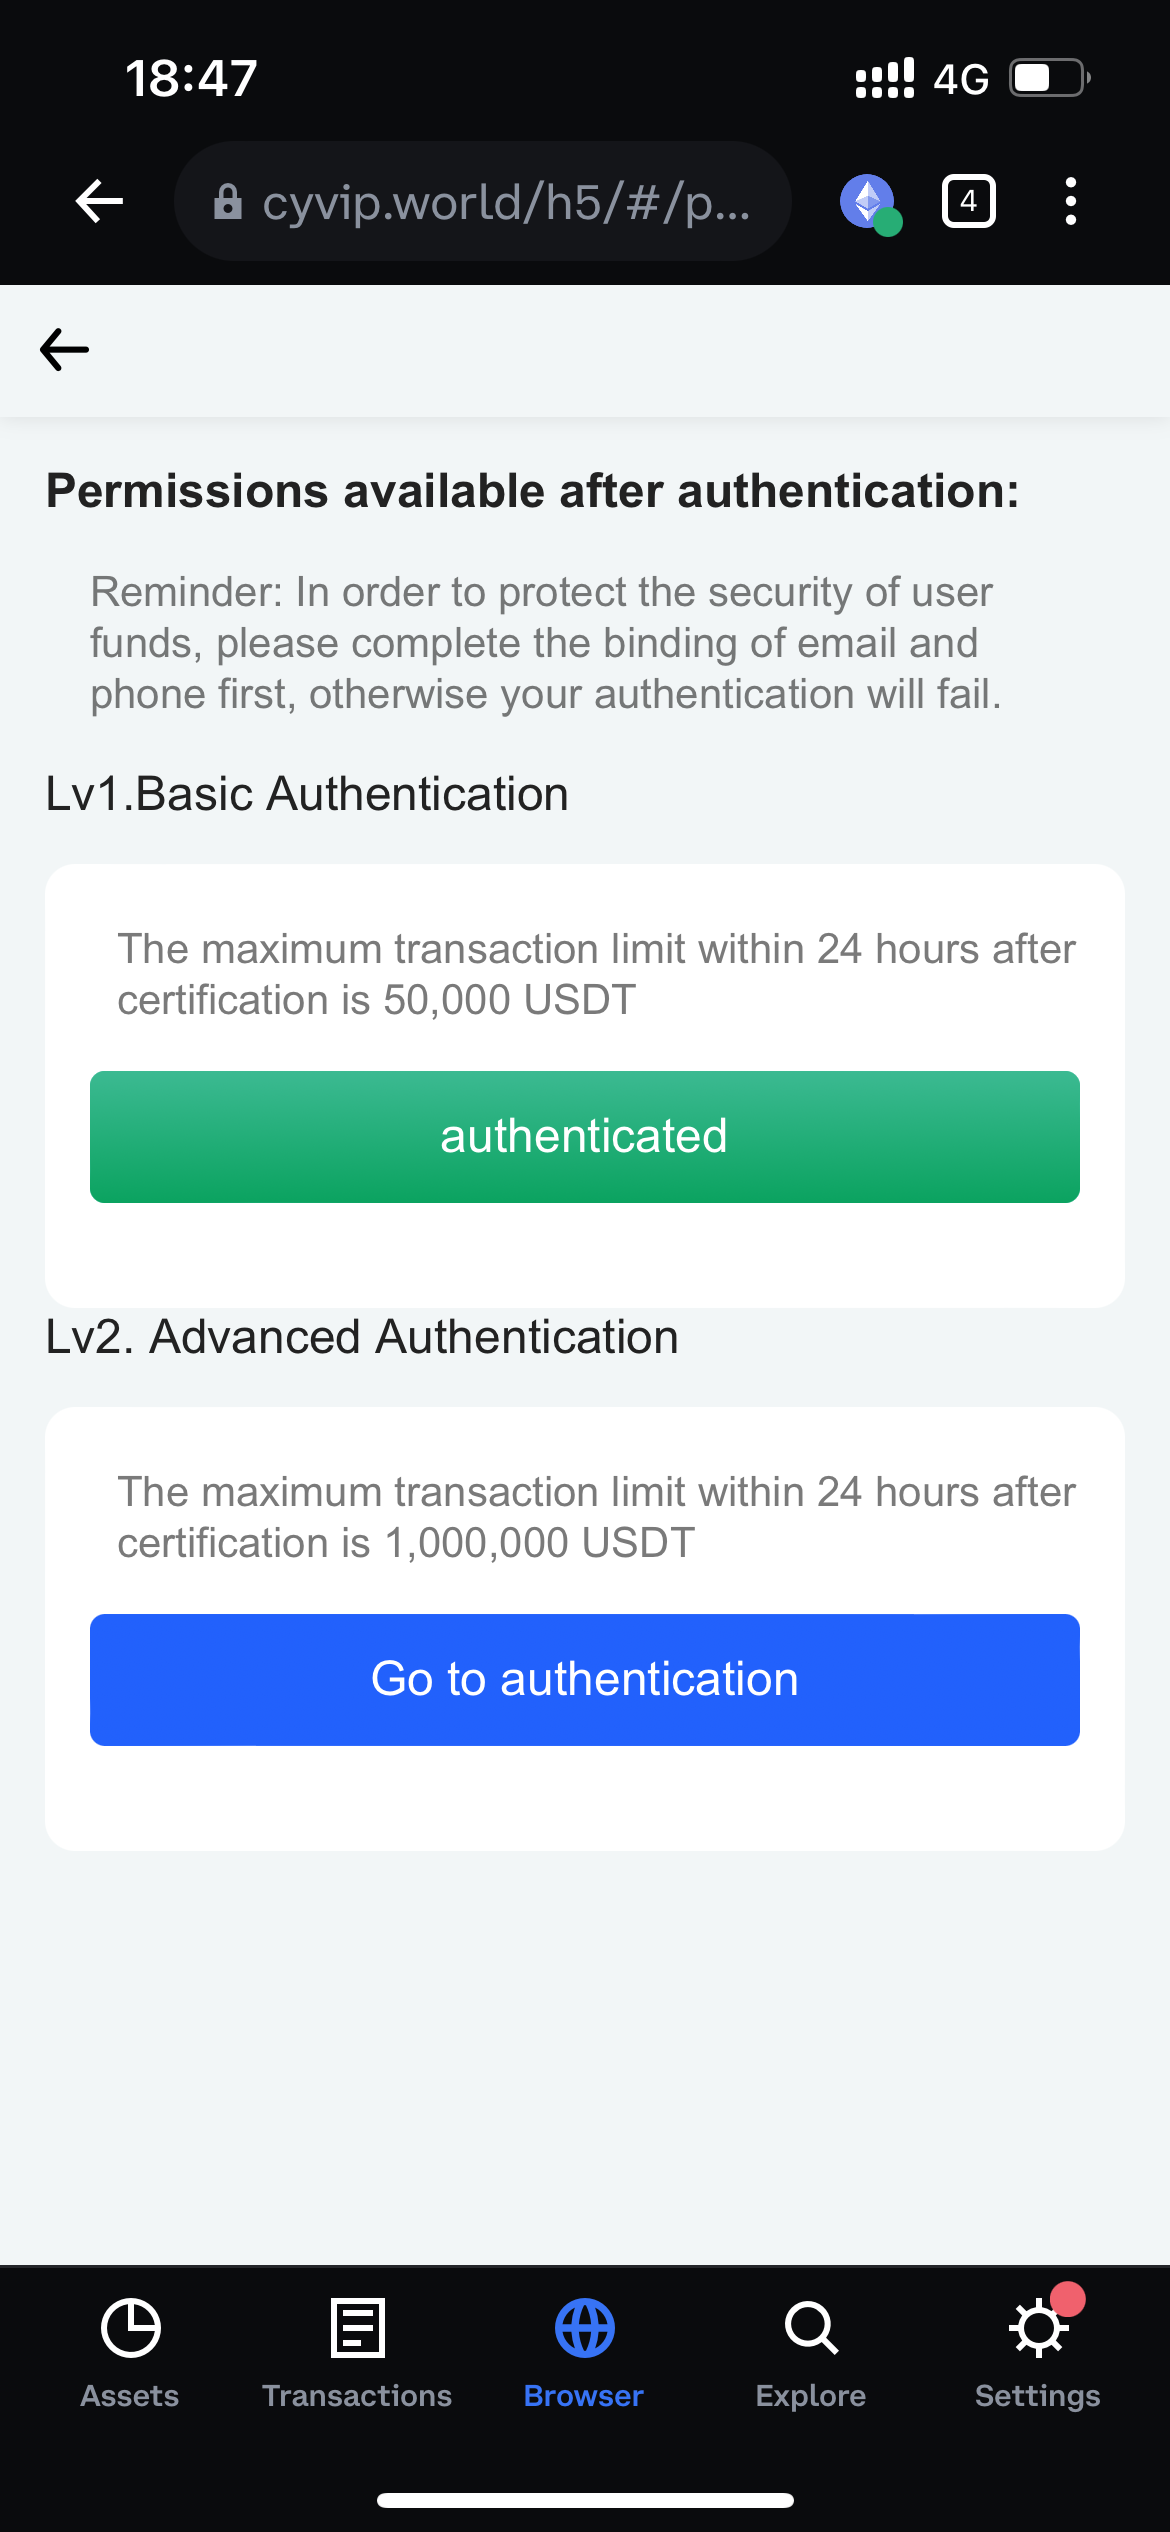 18:47
4G
cyvip.world/h5/#/p...
4
Permissions available after authentication:
Reminder: In order to protect the security of user
funds, please complete the binding of email and
phone first, otherwise your authentication will fail.
Lv1.Basic Authentication
The maximum transaction limit within 24 hours after
certification is 50,000 USDT
authenticated
Lv2. Advanced Authentication
The maximum transaction limit within 24 hours after
certification is 1,000,000 USDT
Go to authentication
Assets
Transactions
Browser
Explore
Settings